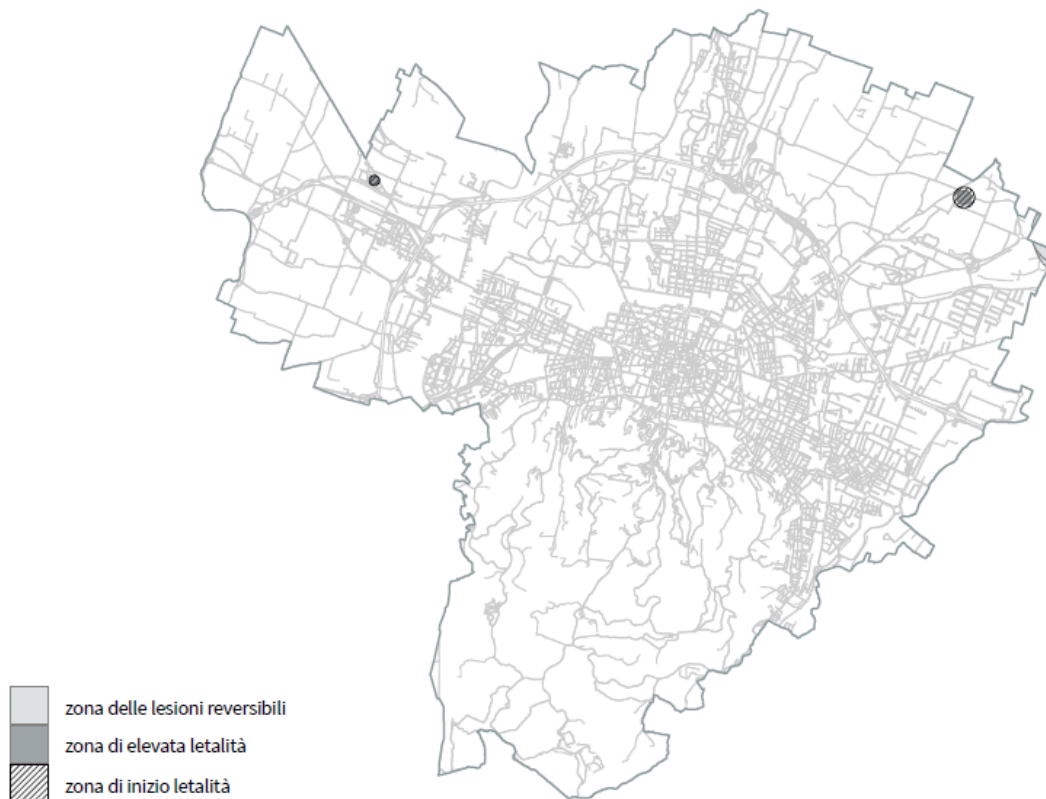 zona delle lesioni reversibili
zona di elevata letalità
zona di inizio letalità